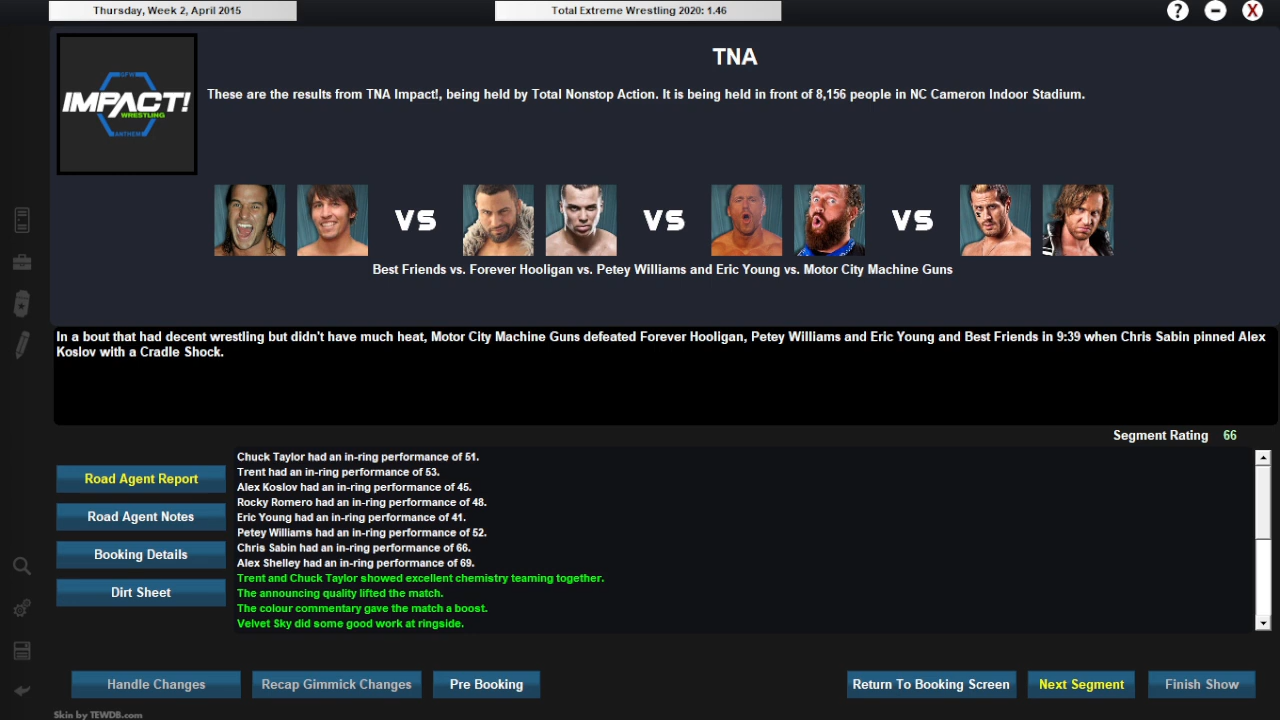 Thursday, Week 2, April 2015
Total Extreme Wrestling 2020: 1.46
? – X
TNA
GFW
IMPACT!
WRESTLING
ANTHEM
These are the results from TNA Impact!, being held by Total Nonstop Action. It is being held in front of 8,156 people in NC Cameron Indoor Stadium.
VS VS VS
Best Friends vs. Forever Hooligan vs. Petey Williams and Eric Young vs. Motor City Machine Guns
In a bout that had decent wrestling but didn't have much heat, Motor City Machine Guns defeated Forever Hooligan, Petey Williams and Eric Young and Best Friends in 9:39 when Chris Sabin pinned Alex
Koslov with a Cradle Shock.
Segment Rating 66
Road Agent Report
Road Agent Notes
Booking Details
Dirt Sheet
Chuck Taylor had an in-ring performance of 51.
Trent had an in-ring performance of 53.
Alex Koslov had an in-ring performance of 45.
Rocky Romero had an in-ring performance of 48.
Eric Young had an in-ring performance of 41.
Petey Williams had an in-ring performance of 52.
Chris Sabin had an in-ring performance of 66.
Alex Shelley had an in-ring performance of 69.
Trent and Chuck Taylor showed excellent chemistry teaming together.
The announcing quality lifted the match.
The colour commentary gave the match a boost.
Velvet Sky did some good work at ringside.
Handle Changes
Recap Gimmick Changes
Pre Booking
Return To Booking Screen
Next Segment
Finish Show
Skin by TEWDB.com